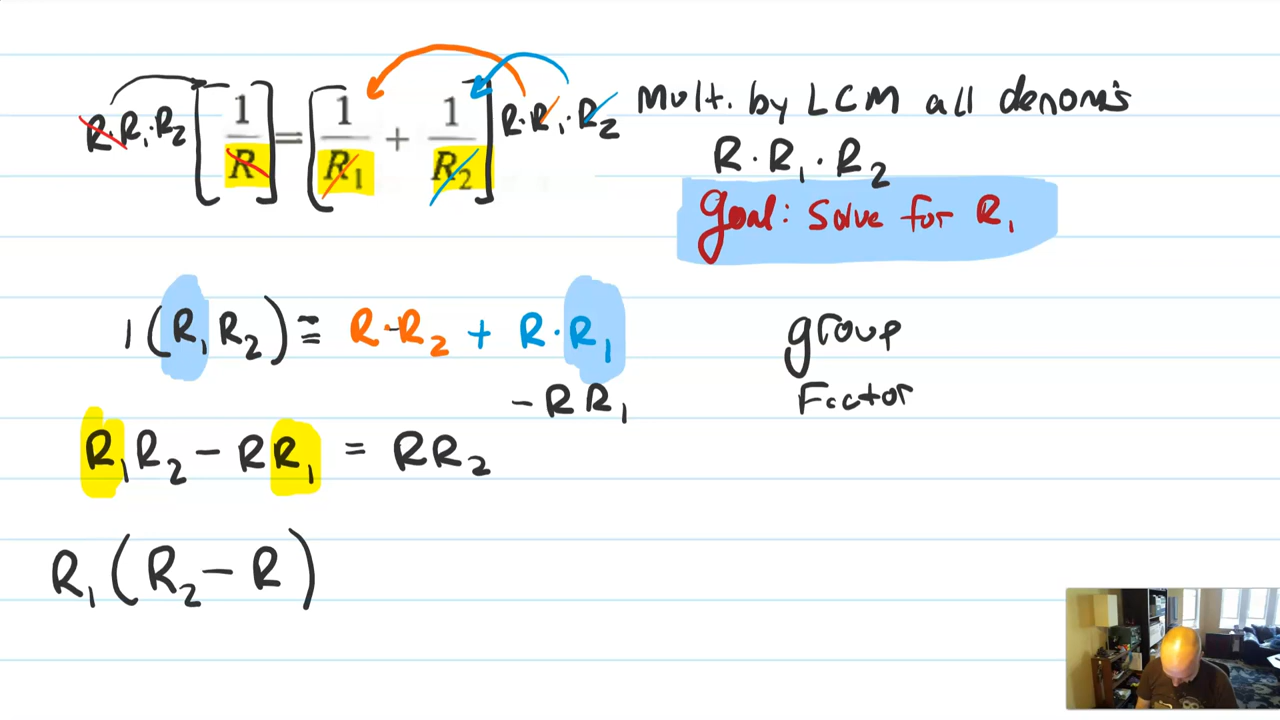 R·R₁·R₂ [1/R] = [1/R₁ + 1/R₂] R·R₁·R₂
Mult. by LCM all denom's
R·R₁·R₂
Goal: Solve for R₁
1(R₁R₂) = R·R₂ + R·R₁
- R R₁
group
Factor
R₁R₂ - RR₁ = RR₂
R₁(R₂ - R)